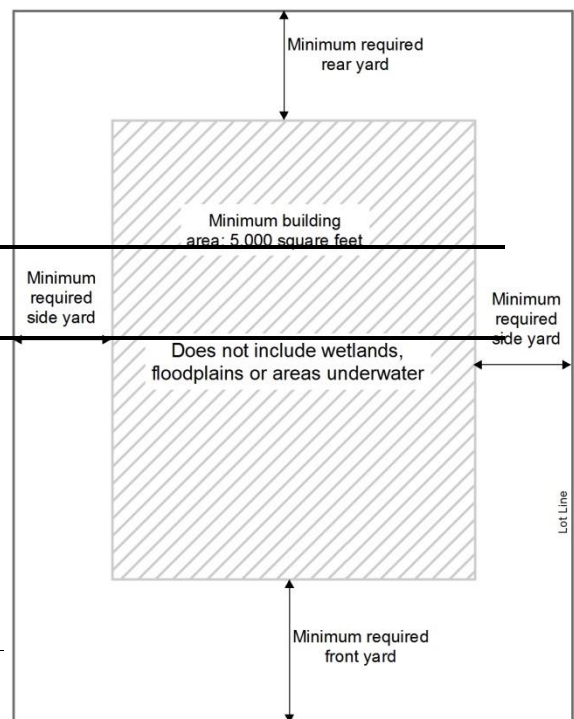 Minimum required
rear yard
Minimum building
area: 5,000 square feet
Minimum
required
side yard
Minimum
required
side yard
Does not include wetlands,
floodplains or areas underwater
Lot Line
Minimum required
front yard